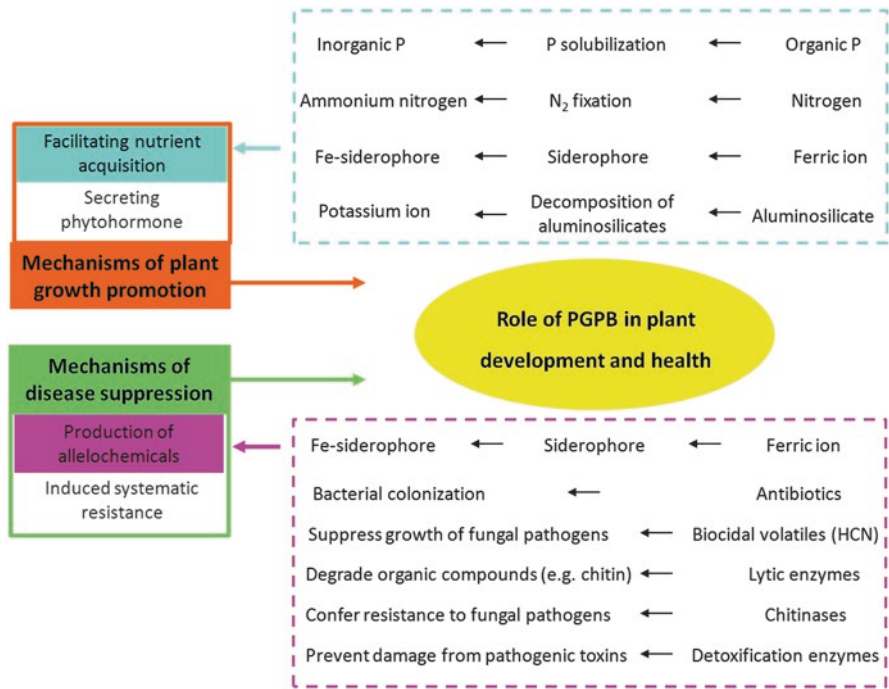 Inorganic P ← P solubilization ← Organic P
Ammonium nitrogen ← N₂ fixation ← Nitrogen
Fe-siderophore ← Siderophore ← Ferric ion
Potassium ion ← Decomposition of
aluminosilicates ← Aluminosilicate
Facilitating nutrient
acquisition
Secreting
phytohormone
Mechanisms of plant
growth promotion
Role of PGPB in plant
development and health
Mechanisms of
disease suppression
Production of
allelochemicals
Induced systematic
resistance
Fe-siderophore ← Siderophore ← Ferric ion
Bacterial colonization ← Antibiotics
Suppress growth of fungal pathogens ← Biocidal volatiles (HCN)
Degrade organic compounds (e.g. chitin) ← Lytic enzymes
Confer resistance to fungal pathogens ← Chitinases
Prevent damage from pathogenic toxins ← Detoxification enzymes